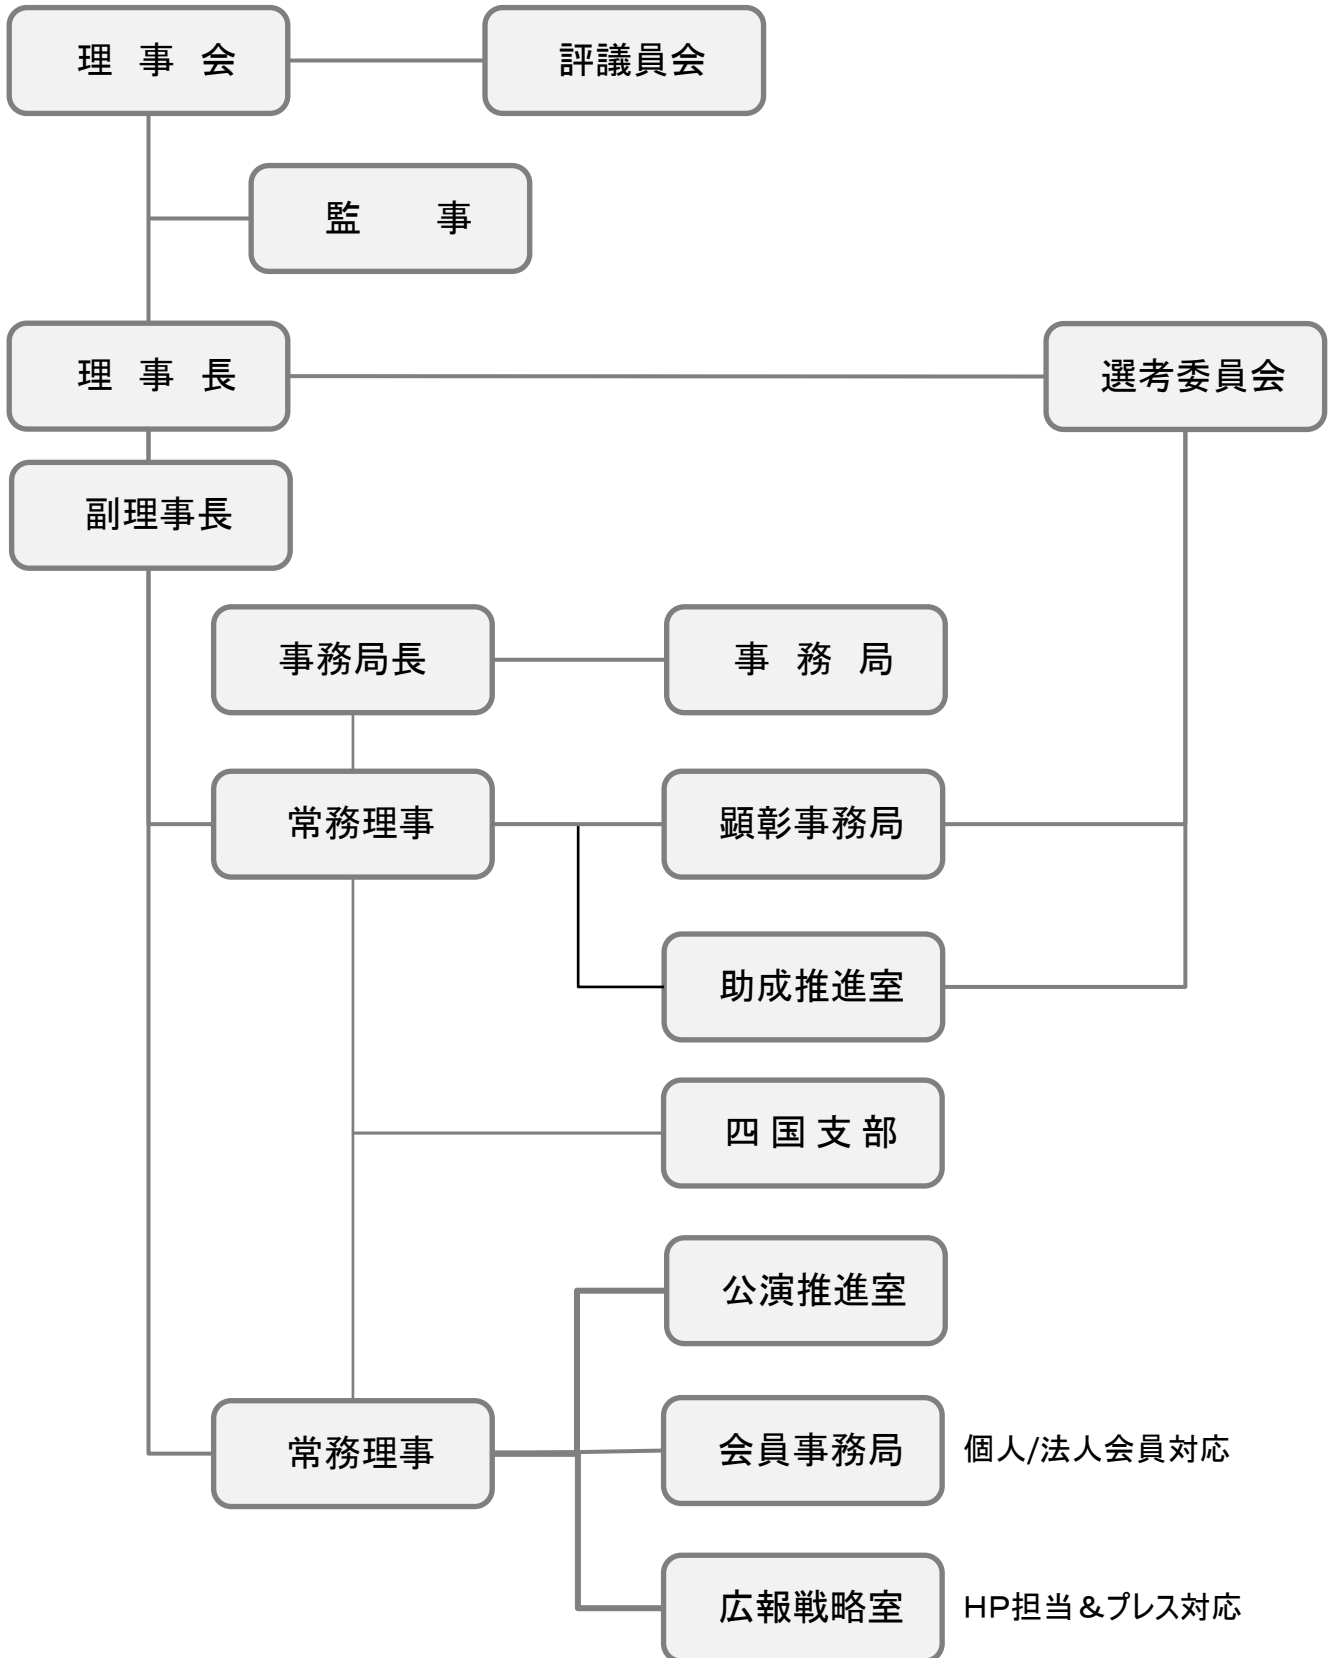 理 事 会
評議員会
監 事
理 事 長
選考委員会
副理事長
事務局長
事 務 局
常務理事
顕彰事務局
助成推進室
四 国 支 部
公演推進室
常務理事
会員事務局
個人/法人会員対応
広報戦略室
HP担当&プレス対応